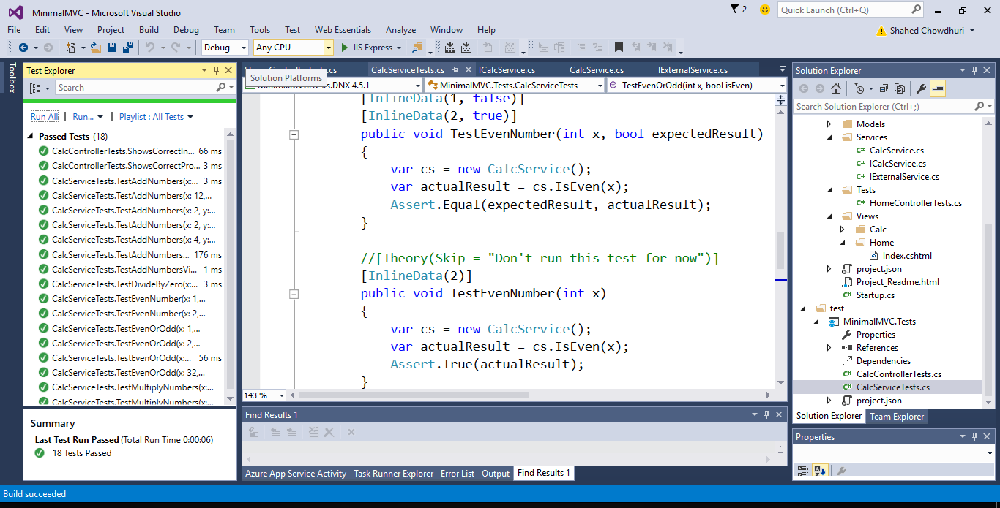 MinimalMVC - Microsoft Visual Studio
2
Quick Launch (Ctrl+Q)
File Edit View Project Build Debug Team Tools Test Web Essentials Analyze Window Help
Shahed Chowdhuri
Debug Any CPU IIS Express
Toolbox
Test Explorer
Search
Run All | Run... | Playlist : All Tests
Passed Tests (18)
CalcControllerTests.ShowsCorrectIn... 66 ms
CalcControllerTests.ShowsCorrectPro... 3 ms
CalcServiceTests.TestAddNumbers(x:... 3 ms
CalcServiceTests.TestAddNumbers(x: 12,...
CalcServiceTests.TestAddNumbers(x: 2, y:...
CalcServiceTests.TestAddNumbers(x: 2, y:...
CalcServiceTests.TestAddNumbers(x: 4, y:...
CalcServiceTests.TestAddNumbers... 176 ms
CalcServiceTests.TestAddNumbersVi... 1 ms
CalcServiceTests.TestDivideByZero(x:... 3 ms
CalcServiceTests.TestEvenNumber(x: 1,...
CalcServiceTests.TestEvenNumber(x: 2,...
CalcServiceTests.TestEvenOrOdd(x: 1,...
CalcServiceTests.TestEvenOrOdd(x: 2,...
CalcServiceTests.TestEvenOrOdd(x:... 56 ms
CalcServiceTests.TestEvenOrOdd(x: 32,...
CalcServiceTests.TestMultiplyNumbers(x:...
CalcServiceTests.TestMultiplyNumbers(x:...
Summary
Last Test Run Passed (Total Run Time 0:00:06)
18 Tests Passed
CalcServiceTests.cs ICalcService.cs CalcService.cs IExternalService.cs
Solution Platforms
MinimalMVC.Tests.CalcServiceTests TestEvenOrOdd(int x, bool isEven)
[InlineData(1, false)]
[InlineData(2, true)]
public void TestEvenNumber(int x, bool expectedResult)
{
var cs = new CalcService();
var actualResult = cs.IsEven(x);
Assert.Equal(expectedResult, actualResult);
}
//[Theory(Skip = "Don't run this test for now")]
[InlineData(2)]
public void TestEvenNumber(int x)
{
var cs = new CalcService();
var actualResult = cs.IsEven(x);
Assert.True(actualResult);
}
143 %
Find Results 1
Azure App Service Activity Task Runner Explorer Error List Output Find Results 1
Solution Explorer
Search Solution Explorer (Ctrl+;)
Models
Services
C# CalcService.cs
C# ICalcService.cs
C# IExternalService.cs
Tests
C# HomeControllerTests.cs
Views
Calc
Home
Index.cshtml
project.json
Project_Readme.html
C# Startup.cs
test
MinimalMVC.Tests
Properties
References
Dependencies
C# CalcControllerTests.cs
C# CalcServiceTests.cs
project.json
Solution Explorer Team Explorer
Properties
Build succeeded